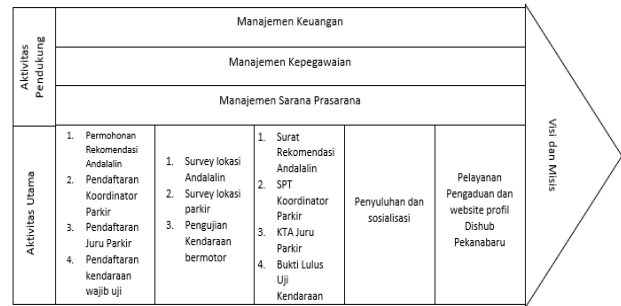 Aktivitas
Pendukung
Manajemen Keuangan
Manajemen Kepegawaian
Manajemen Sarana Prasarana
Aktivitas Utama
1. Permohonan
Rekomendasi
Andalalin
2. Pendaftaran
Koordinator
Parkir
3. Pendaftaran
Juru Parkir
4. Pendaftaran
kendaraan
wajib uji
1. Survey lokasi
Andalalin
2. Survey lokasi
parkir
3. Pengujian
Kendaraan
bermotor
1. Surat
Rekomendasi
Andalalin
2. SPT
Koordinator
Parkir
3. KTA Juru
Parkir
4. Bukti Lulus
Uji
Kendaraan
Penyuluhan dan
sosialisasi
Pelayanan
Pengaduan dan
website profil
Dishub
Pekanbaru
Visi dan Misis